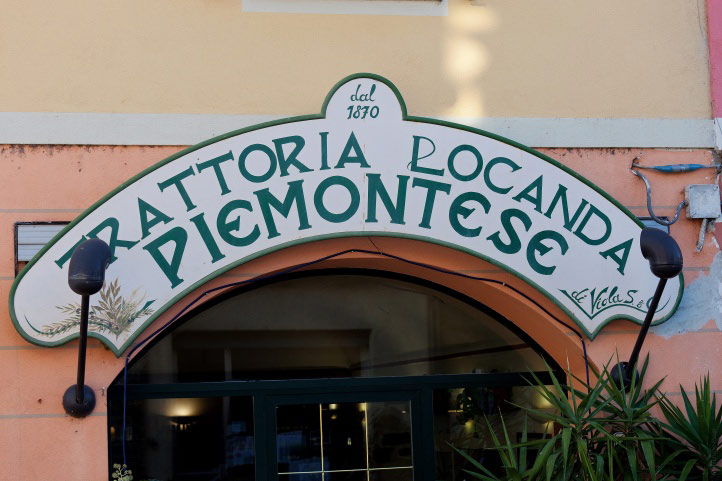 dal
1870
TRATTORIA LOCANDA
PIEMONTESE
di Viola S. & C.